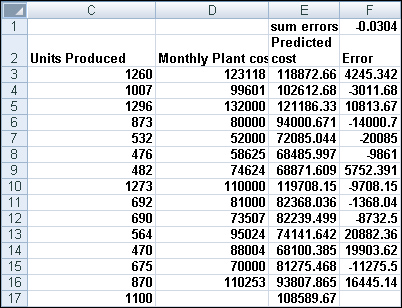 C D E F
1 sum errors -0.0304
Predicted
2 Units Produced Monthly Plant cos cost Error
3 1260 123118 118872.66 4245.342
4 1007 99601 102612.68 -3011.68
5 1296 132000 121186.33 10813.67
6 873 80000 94000.671 -14000.7
7 532 52000 72085.044 -20085
8 476 58625 68485.997 -9861
9 482 74624 68871.609 5752.391
10 1273 110000 119708.15 -9708.15
11 692 81000 82368.036 -1368.04
12 690 73507 82239.499 -8732.5
13 564 95024 74141.642 20882.36
14 470 88004 68100.385 19903.62
15 675 70000 81275.468 -11275.5
16 870 110253 93807.865 16445.14
17 1100 108589.67